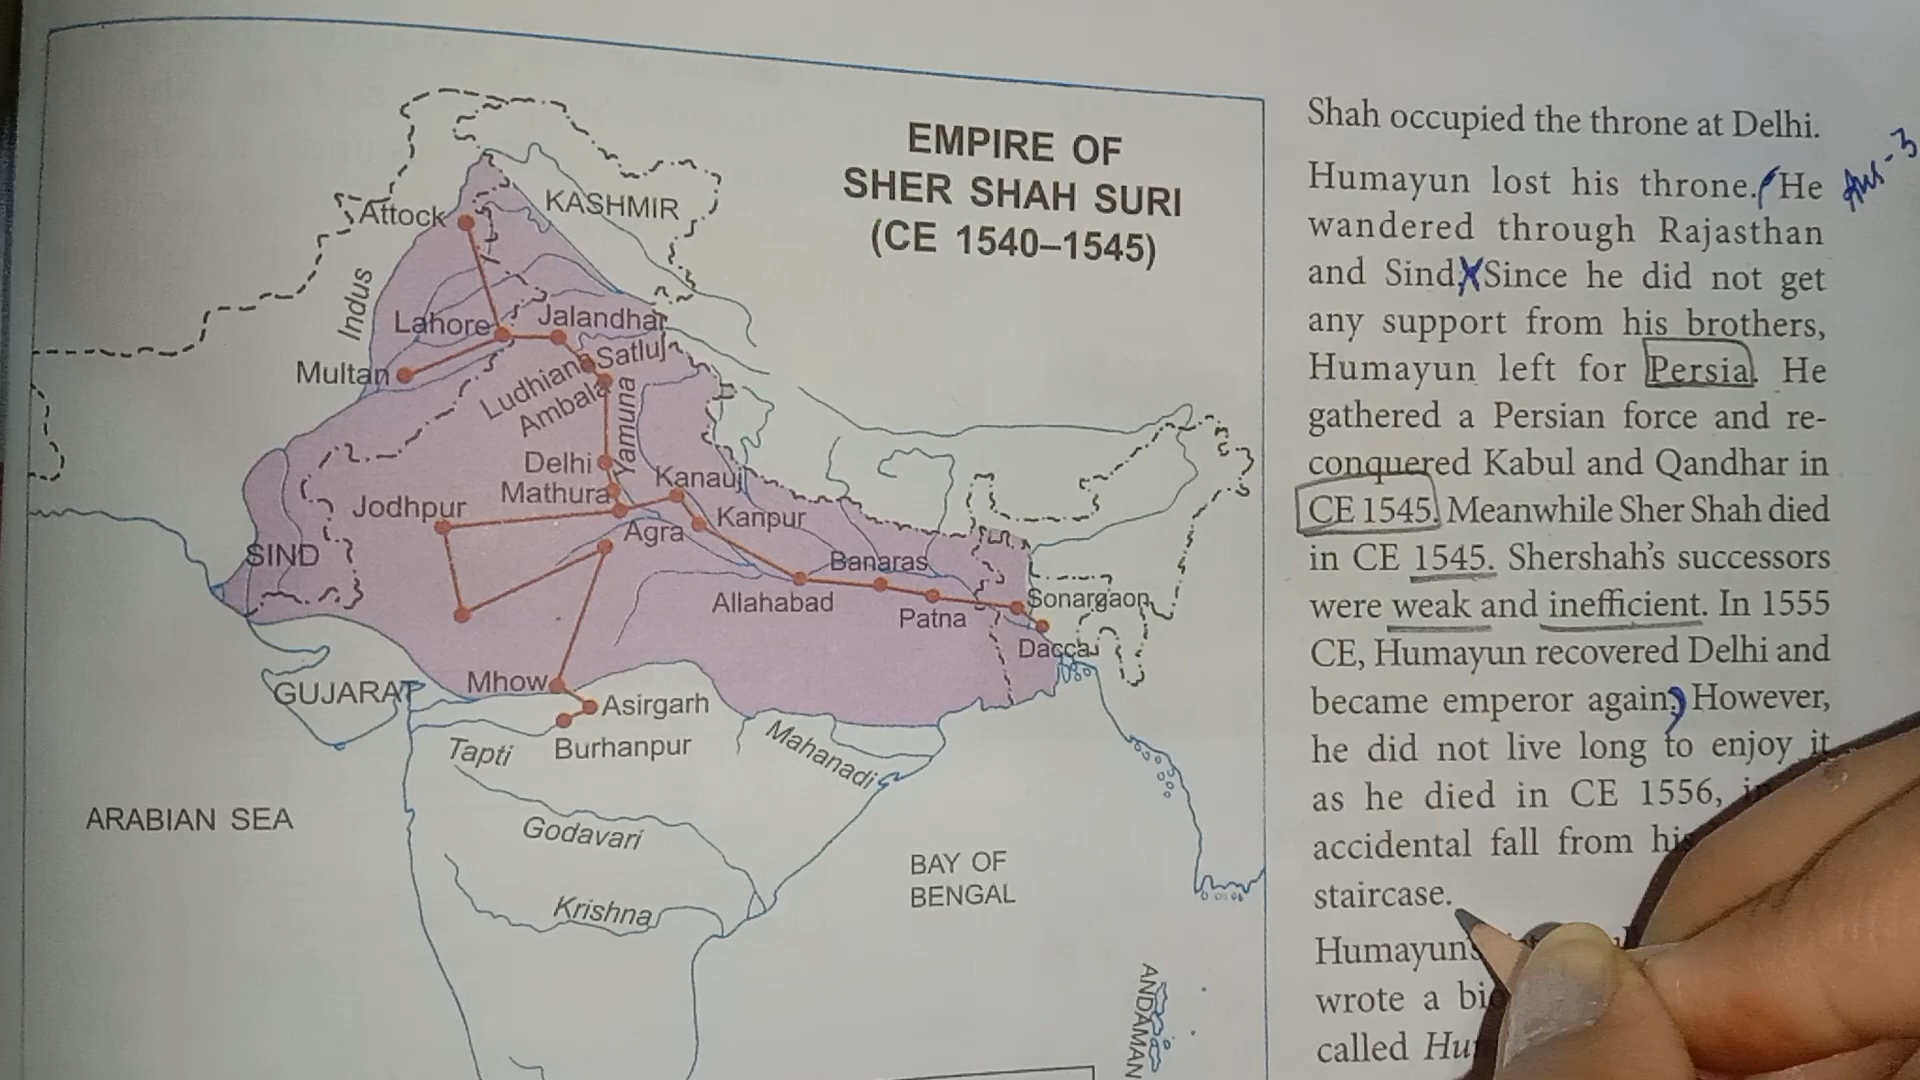 EMPIRE OF
SHER SHAH SURI
(CE 1540–1545)
KASHMIR
Attock
Indus
Lahore
Jalandhar
Multan
Ludhiana
Satluj
Ambala
Yamuna
Delhi
Mathura
Kanauj
Jodhpur
Agra
Kanpur
SIND
Banaras
Allahabad
Patna
Sonargaon
Dacca
Mhow
GUJARAT
Asirgarh
Tapti
Burhanpur
Mahanadi
ARABIAN SEA
Godavari
Krishna
BAY OF
BENGAL
ANDAMAN
Shah occupied the throne at Delhi.
Humayun lost his throne. He
Ans-3
wandered through Rajasthan
and Sind. Since he did not get
any support from his brothers,
Humayun left for Persia. He
gathered a Persian force and re-
conquered Kabul and Qandhar in
CE 1545. Meanwhile Sher Shah died
in CE 1545. Shershah's successors
were weak and inefficient. In 1555
CE, Humayun recovered Delhi and
became emperor again. However,
he did not live long to enjoy it
as he died in CE 1556,
accidental fall from his
staircase.
Humayun's
wrote a
called